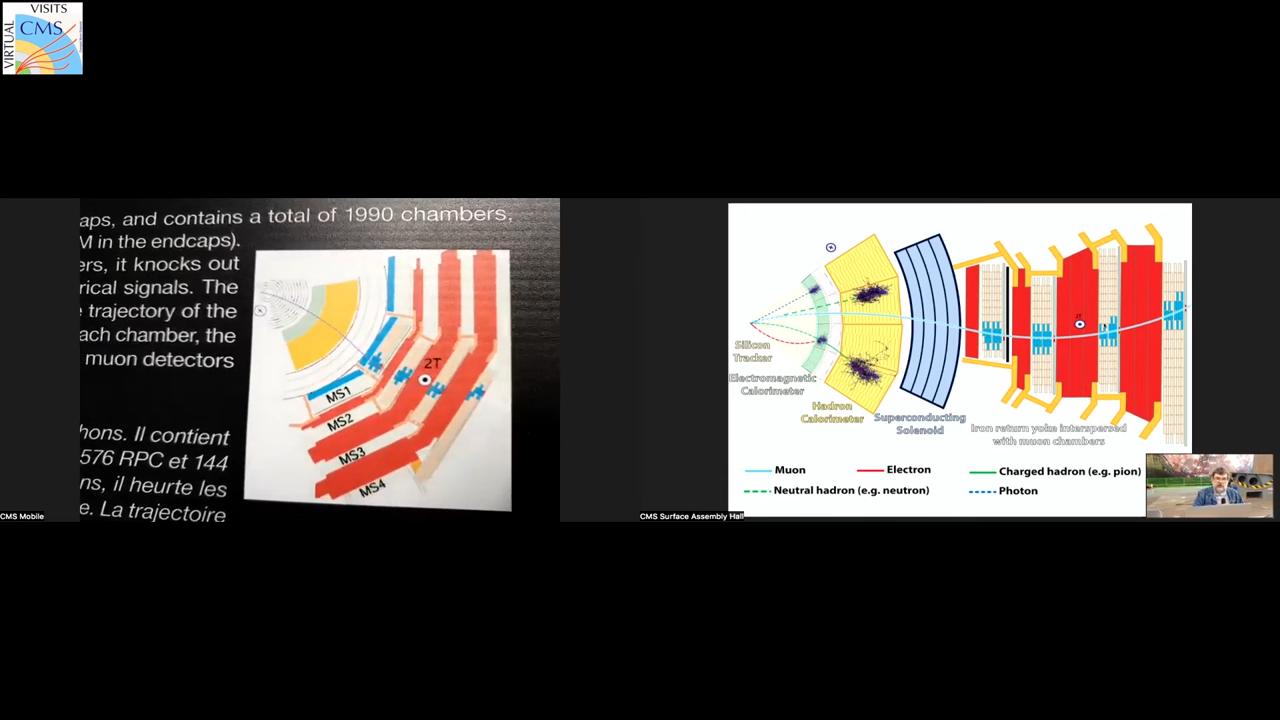 VISITS
CMS
VIRTUAL
aps, and contains a total of 1990 chambers,
M in the endcaps).
ers, it knocks out
rical signals. The
trajectory of the
ach chamber, the
muon detectors
2T
MS1
MS2
MS3
MS4
hons. Il contient
576 RPC et 144
ns, il heurte les
e. La trajectoire
CMS Mobile
2T
Silicon
Tracker
Electromagnetic
Calorimeter
Hadron
Calorimeter
Superconducting
Solenoid
Iron return yoke interspersed
with muon chambers
Muon
Electron
Charged hadron (e.g. pion)
Neutral hadron (e.g. neutron)
Photon
CMS Surface Assembly Hall